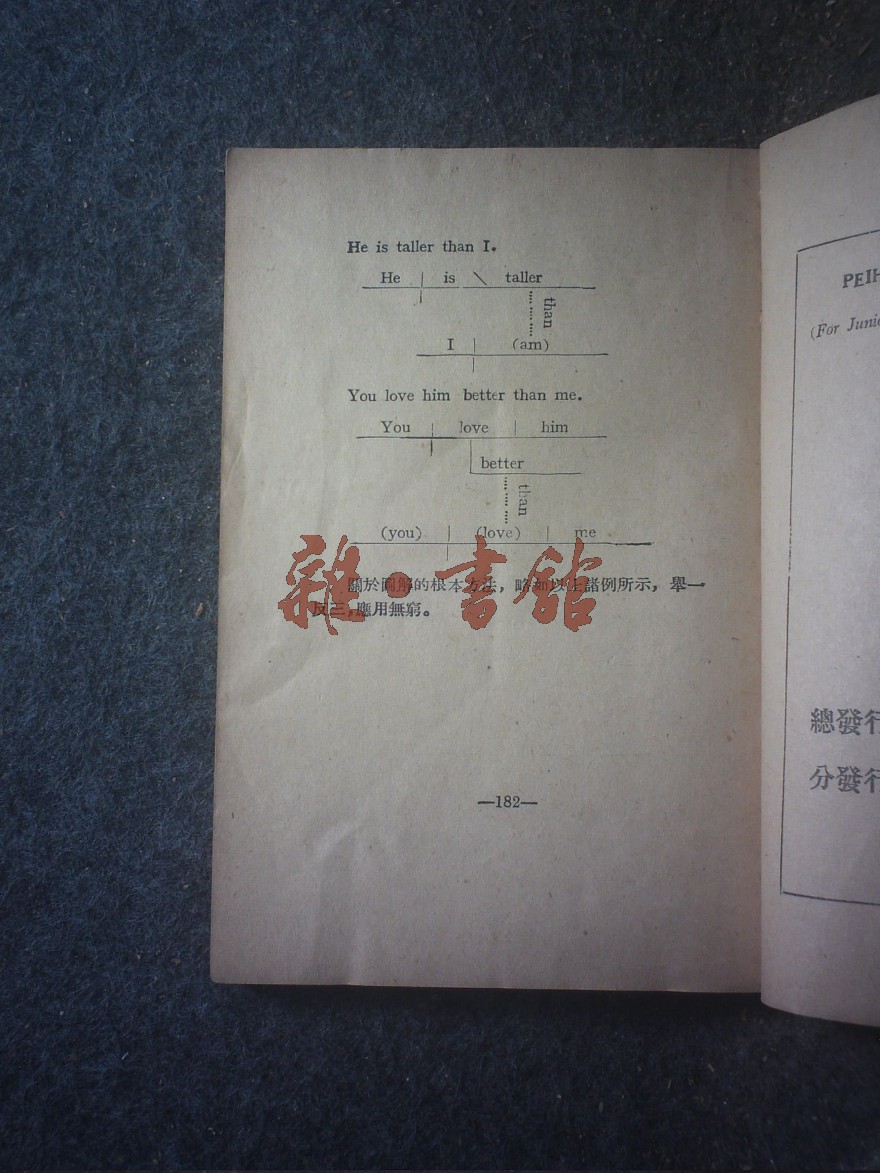 He is taller than I.
He is taller
than
I (am)
You love him better than me.
You love him
better
than
(you) (love) me
關於圖解的根本方法，略如以上諸例所示，舉一
反三，應用無窮。
—182—
雜·書館
PEIH
(For Junio
總發行
分發行